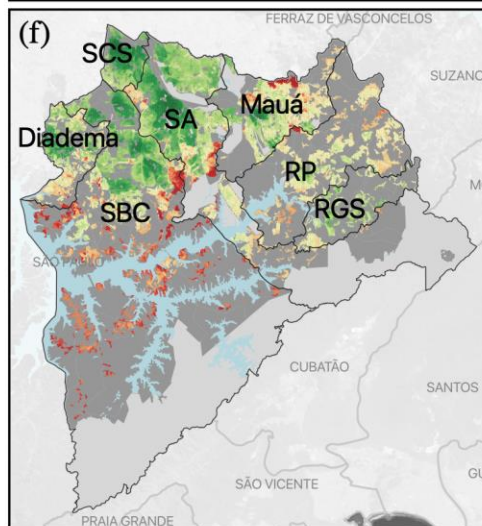 (f)
FERRAZ DE VASCONCELOS
SCS
SUZANO
Mauá
SA
Diadema
RP
RGS
SBC
SÃO PAULO
CUBATÃO
SANTOS
SÃO VICENTE
PRAIA GRANDE